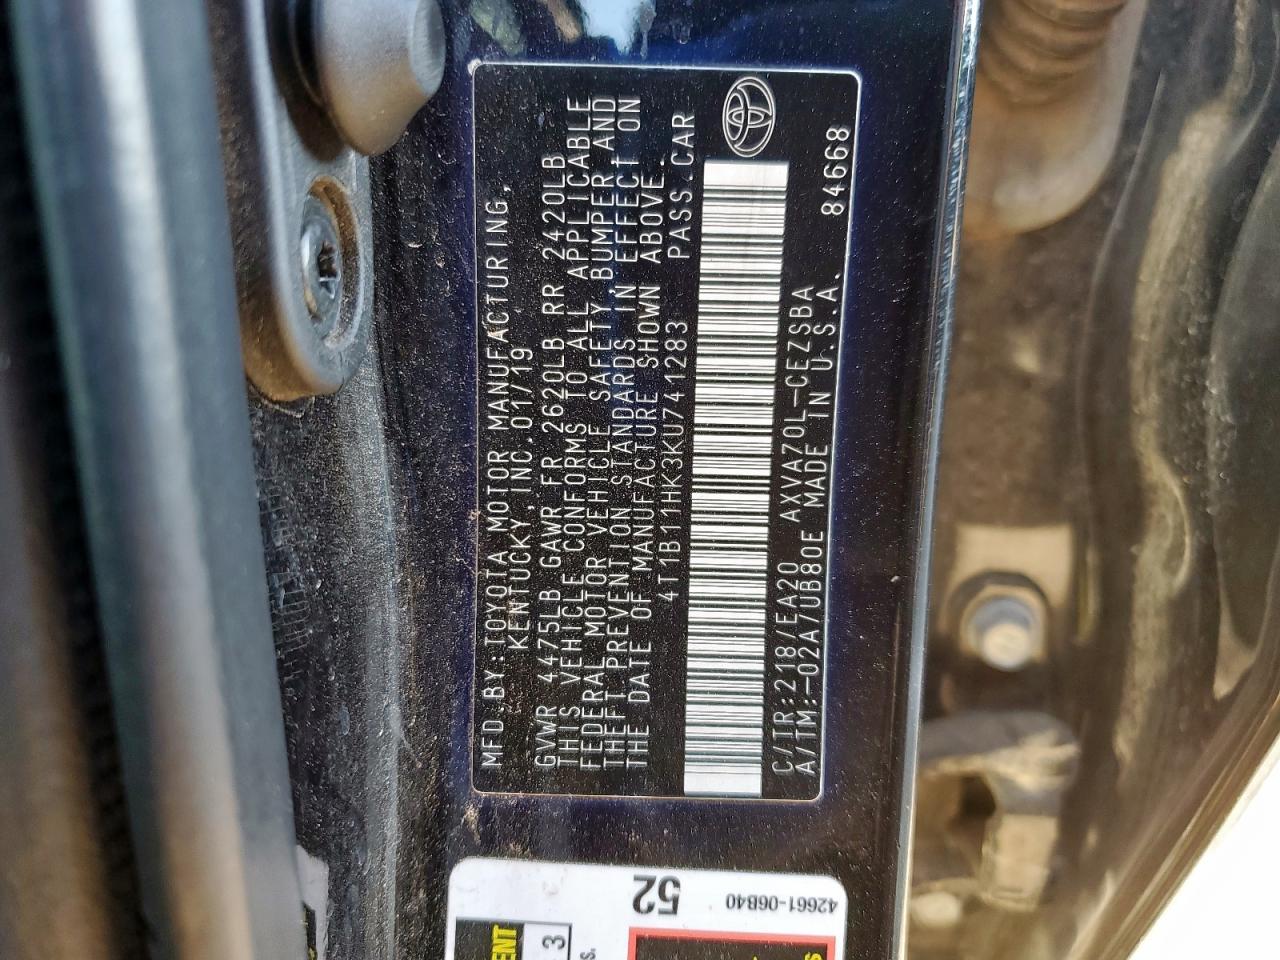 MFD.BY:TOYOTA MOTOR MANUFACTURING,
KENTUCKY,INC.01/19
GVWR 4475LB GAWR FR 2620LB RR 2420LB
THIS VEHICLE CONFORMS TO ALL APPLICABLE
FEDERAL MOTOR VEHICLE SAFETY,BUMPER,AND
THEFT PREVENTION STANDARDS IN EFFECT ON
THE DATE OF MANUFACTURE SHOWN ABOVE.
4T1B11HK3KU741283 PASS.CAR
C/TR:218/EA20 AXVA70L-CEZSBA
A/TM:-02A/UB80E MADE IN U.S.A.
84668
52
42661-06B40
3